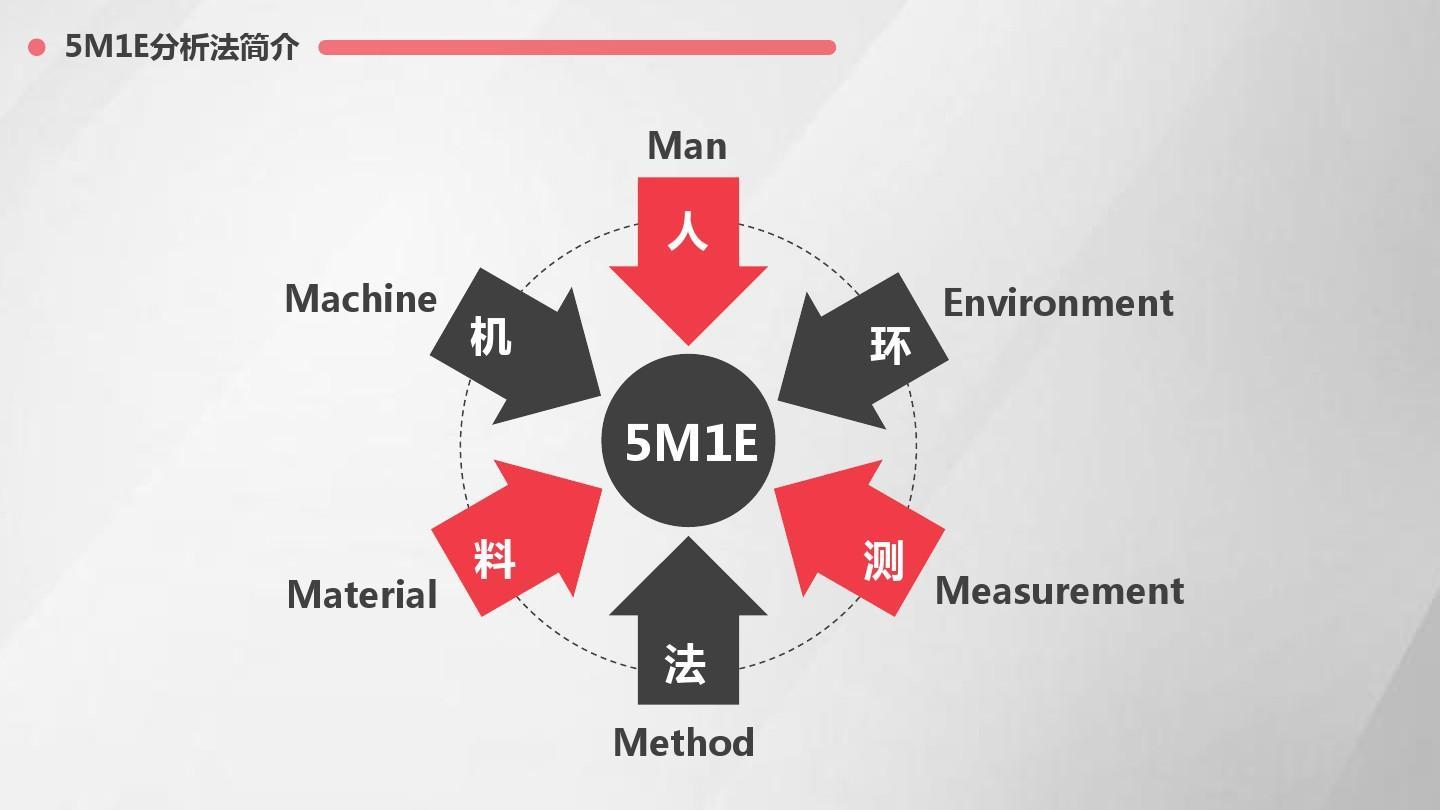 5M1E分析法简介
Man
人
Machine
机
Environment
环
5M1E
料
Material
测
Measurement
法
Method